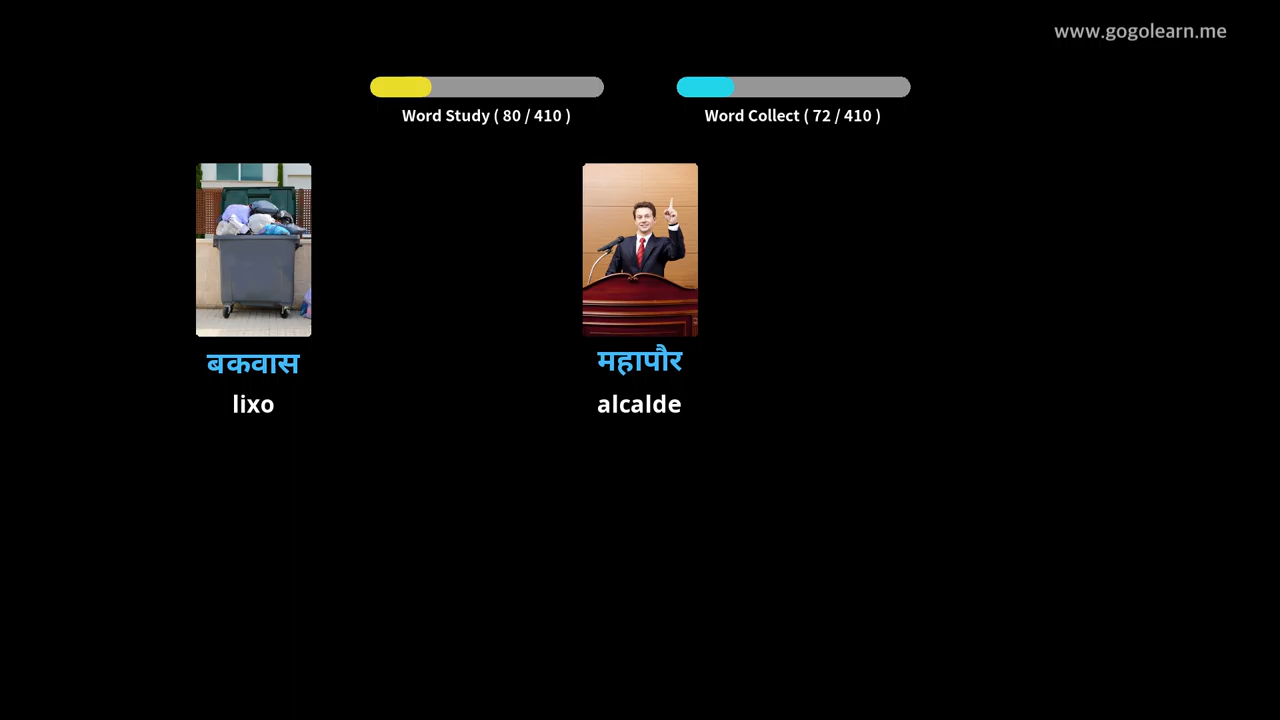 www.gogolearn.me
Word Study ( 80 / 410 )
Word Collect ( 72 / 410 )
बकवास
lixo
महापौर
alcalde